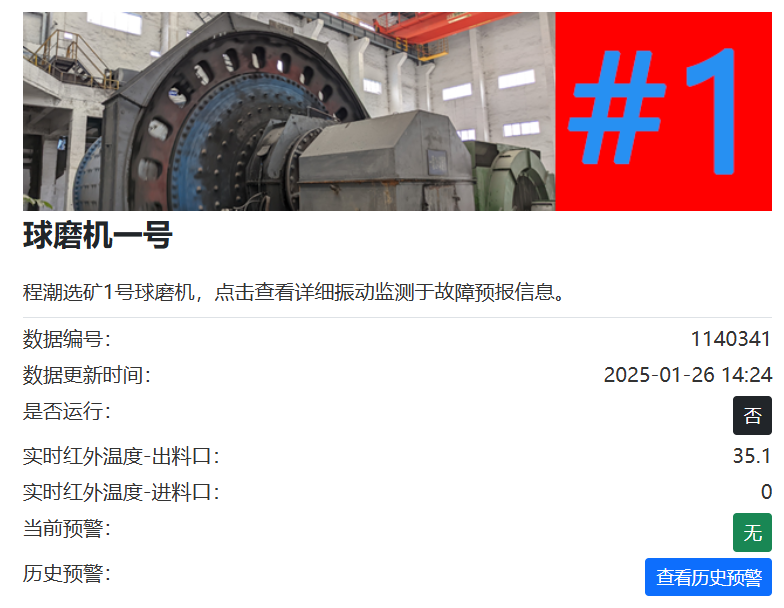 #1
球磨机一号
程潮选矿1号球磨机，点击查看详细振动监测于故障预报信息。
数据编号： 1140341
数据更新时间： 2025-01-26 14:24
是否运行： 否
实时红外温度-出料口： 35.1
实时红外温度-进料口： 0
当前预警： 无
历史预警： 查看历史预警